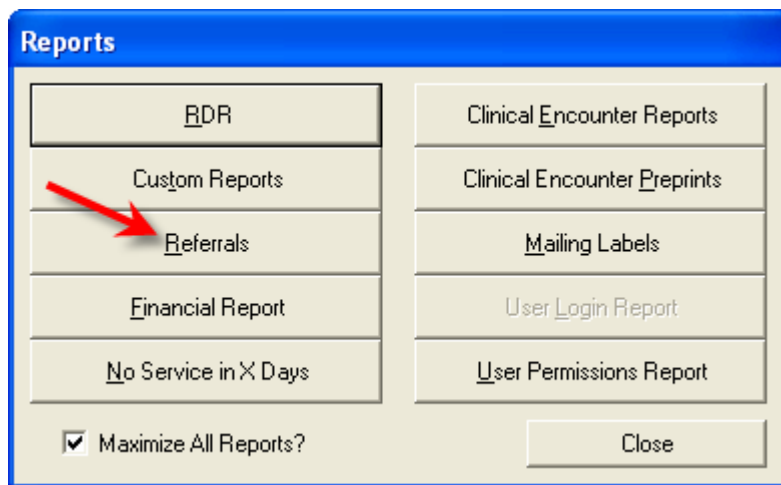 Reports
RDR
Clinical Encounter Reports
Custom Reports
Clinical Encounter Preprints
Referrals
Mailing Labels
Financial Report
User Login Report
No Service in X Days
User Permissions Report
Maximize All Reports?
Close